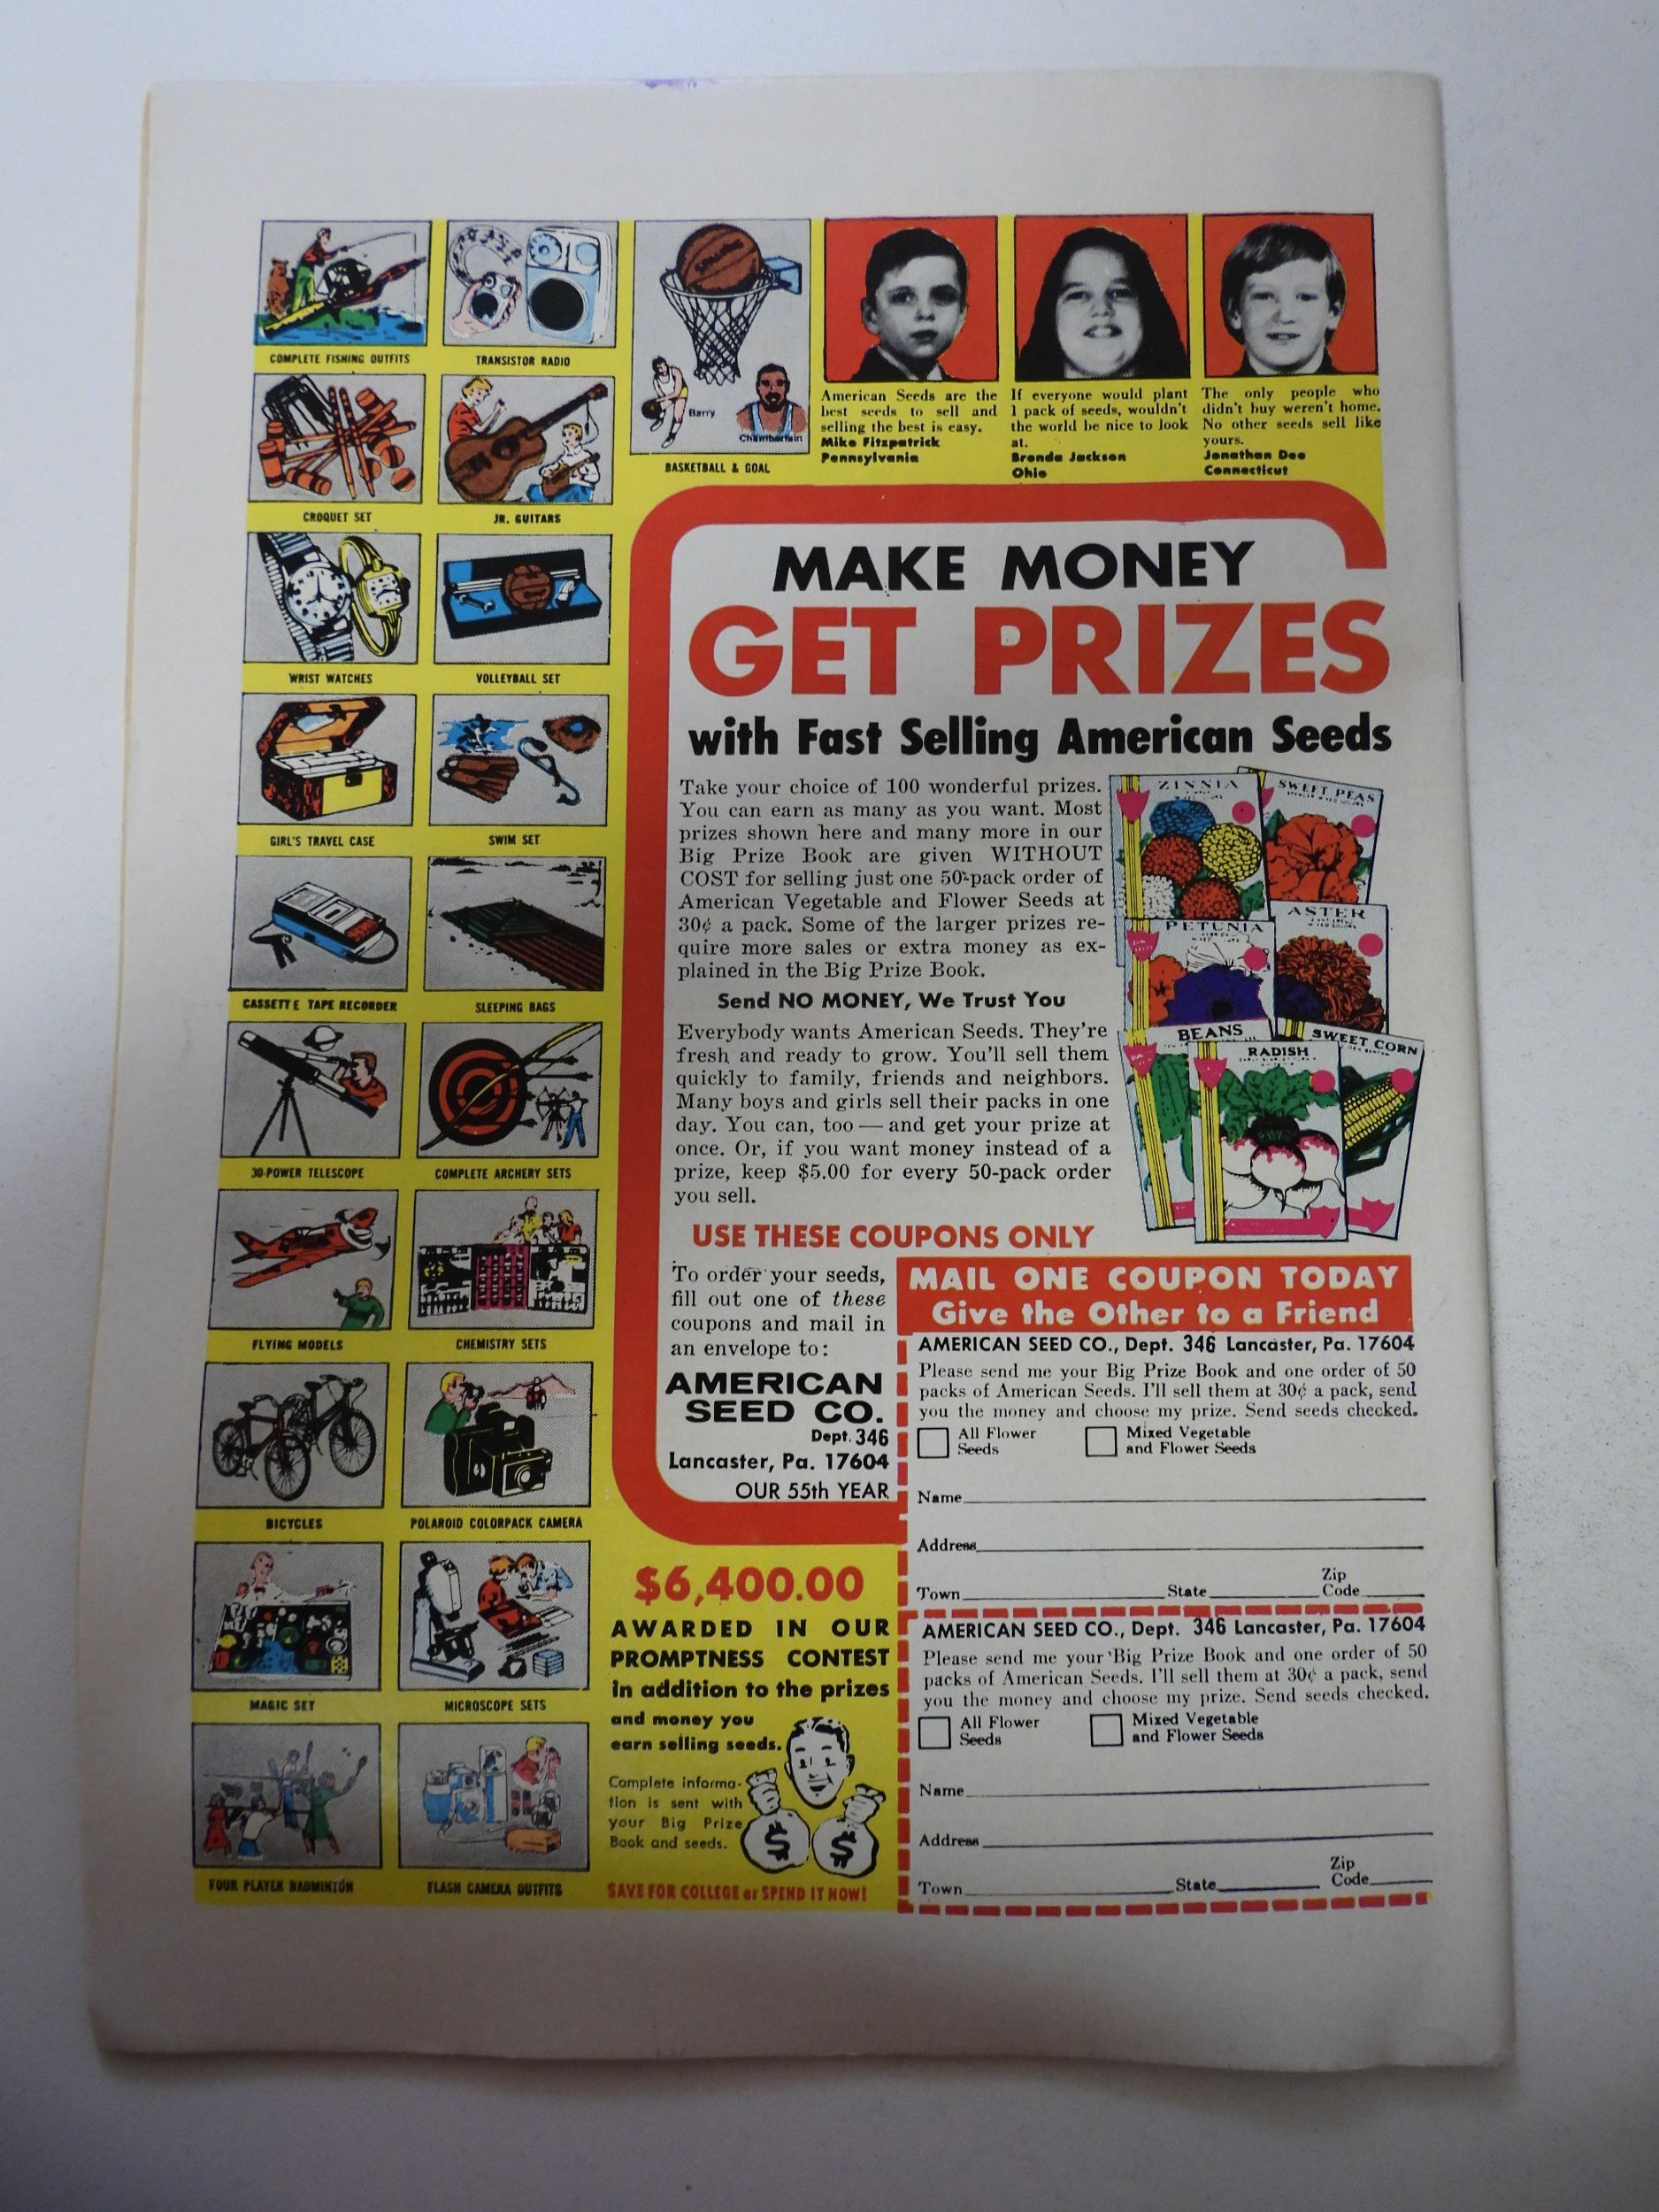 COMPLETE FISHING OUTFITS
TRANSISTOR RADIO
SPALDING
Barry
Chamberlain
BASKETBALL & GOAL
CROQUET SET
JR. GUITARS
WRIST WATCHES
VOLLEYBALL SET
GIRL'S TRAVEL CASE
SWIM SET
CASSETTE TAPE RECORDER
SLEEPING BAGS
30-POWER TELESCOPE
COMPLETE ARCHERY SETS
FLYING MODELS
CHEMISTRY SETS
BICYCLES
POLAROID COLORPACK CAMERA
MAGIC SET
MICROSCOPE SETS
FOUR PLAYER BADMINTON
FLASH CAMERA OUTFITS
American Seeds are the
best seeds to sell and
selling the best is easy.
Mike Fitzpatrick
Pennsylvania
If everyone would plant
1 pack of seeds, wouldn't
the world be nice to look
at.
Brenda Jackson
Ohio
The only people who
didn't buy weren't home.
No other seeds sell like
yours.
Jonathan Dee
Connecticut
MAKE MONEY
GET PRIZES
with Fast Selling American Seeds
Take your choice of 100 wonderful prizes.
You can earn as many as you want. Most
prizes shown here and many more in our
Big Prize Book are given WITHOUT
COST for selling just one 50-pack order of
American Vegetable and Flower Seeds at
30¢ a pack. Some of the larger prizes re-
quire more sales or extra money as ex-
plained in the Big Prize Book.
Send NO MONEY, We Trust You
Everybody wants American Seeds. They're
fresh and ready to grow. You'll sell them
quickly to family, friends and neighbors.
Many boys and girls sell their packs in one
day. You can, too — and get your prize at
once. Or, if you want money instead of a
prize, keep $5.00 for every 50-pack order
you sell.
ZINNIA
SWEET PEAS
PETUNIA
ASTER
BEANS
RADISH
SWEET CORN
USE THESE COUPONS ONLY
To order your seeds,
fill out one of these
coupons and mail in
an envelope to:
AMERICAN
SEED CO.
Dept. 346
Lancaster, Pa. 17604
OUR 55th YEAR
MAIL ONE COUPON TODAY
Give the Other to a Friend
AMERICAN SEED CO., Dept. 346 Lancaster, Pa. 17604
Please send me your Big Prize Book and one order of 50
packs of American Seeds. I'll sell them at 30¢ a pack, send
you the money and choose my prize. Send seeds checked.
All Flower
Seeds
Mixed Vegetable
and Flower Seeds
Name
Address
Town State Zip
Code
AMERICAN SEED CO., Dept. 346 Lancaster, Pa. 17604
Please send me your Big Prize Book and one order of 50
packs of American Seeds. I'll sell them at 30¢ a pack, send
you the money and choose my prize. Send seeds checked.
All Flower
Seeds
Mixed Vegetable
and Flower Seeds
Name
Address
Town State Zip
Code
$6,400.00
AWARDED IN OUR
PROMPTNESS CONTEST
in addition to the prizes
and money you
earn selling seeds.
Complete informa-
tion is sent with
your Big Prize
Book and seeds.
$ $
SAVE FOR COLLEGE or SPEND IT NOW!